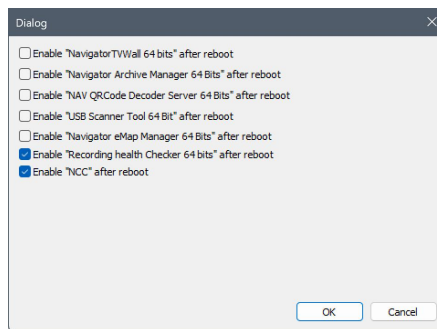 Dialog
Enable "NavigatorTVWall 64 bits" after reboot
Enable "Navigator Archive Manager 64 Bits" after reboot
Enable "NAV QRCode Decoder Server 64 Bits" after reboot
Enable "USB Scanner Tool 64 Bit" after reboot
Enable "Navigator eMap Manager 64 Bits" after reboot
Enable "Recording health Checker 64 bits" after reboot
Enable "NCC" after reboot
OK Cancel